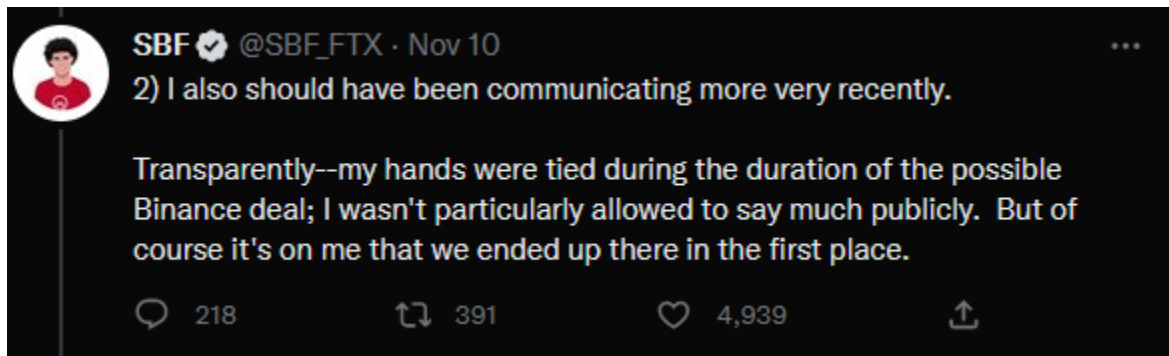 SBF @SBF_FTX · Nov 10
2) I also should have been communicating more very recently.
Transparently--my hands were tied during the duration of the possible
Binance deal; I wasn't particularly allowed to say much publicly.  But of
course it's on me that we ended up there in the first place.
218 391 4,939